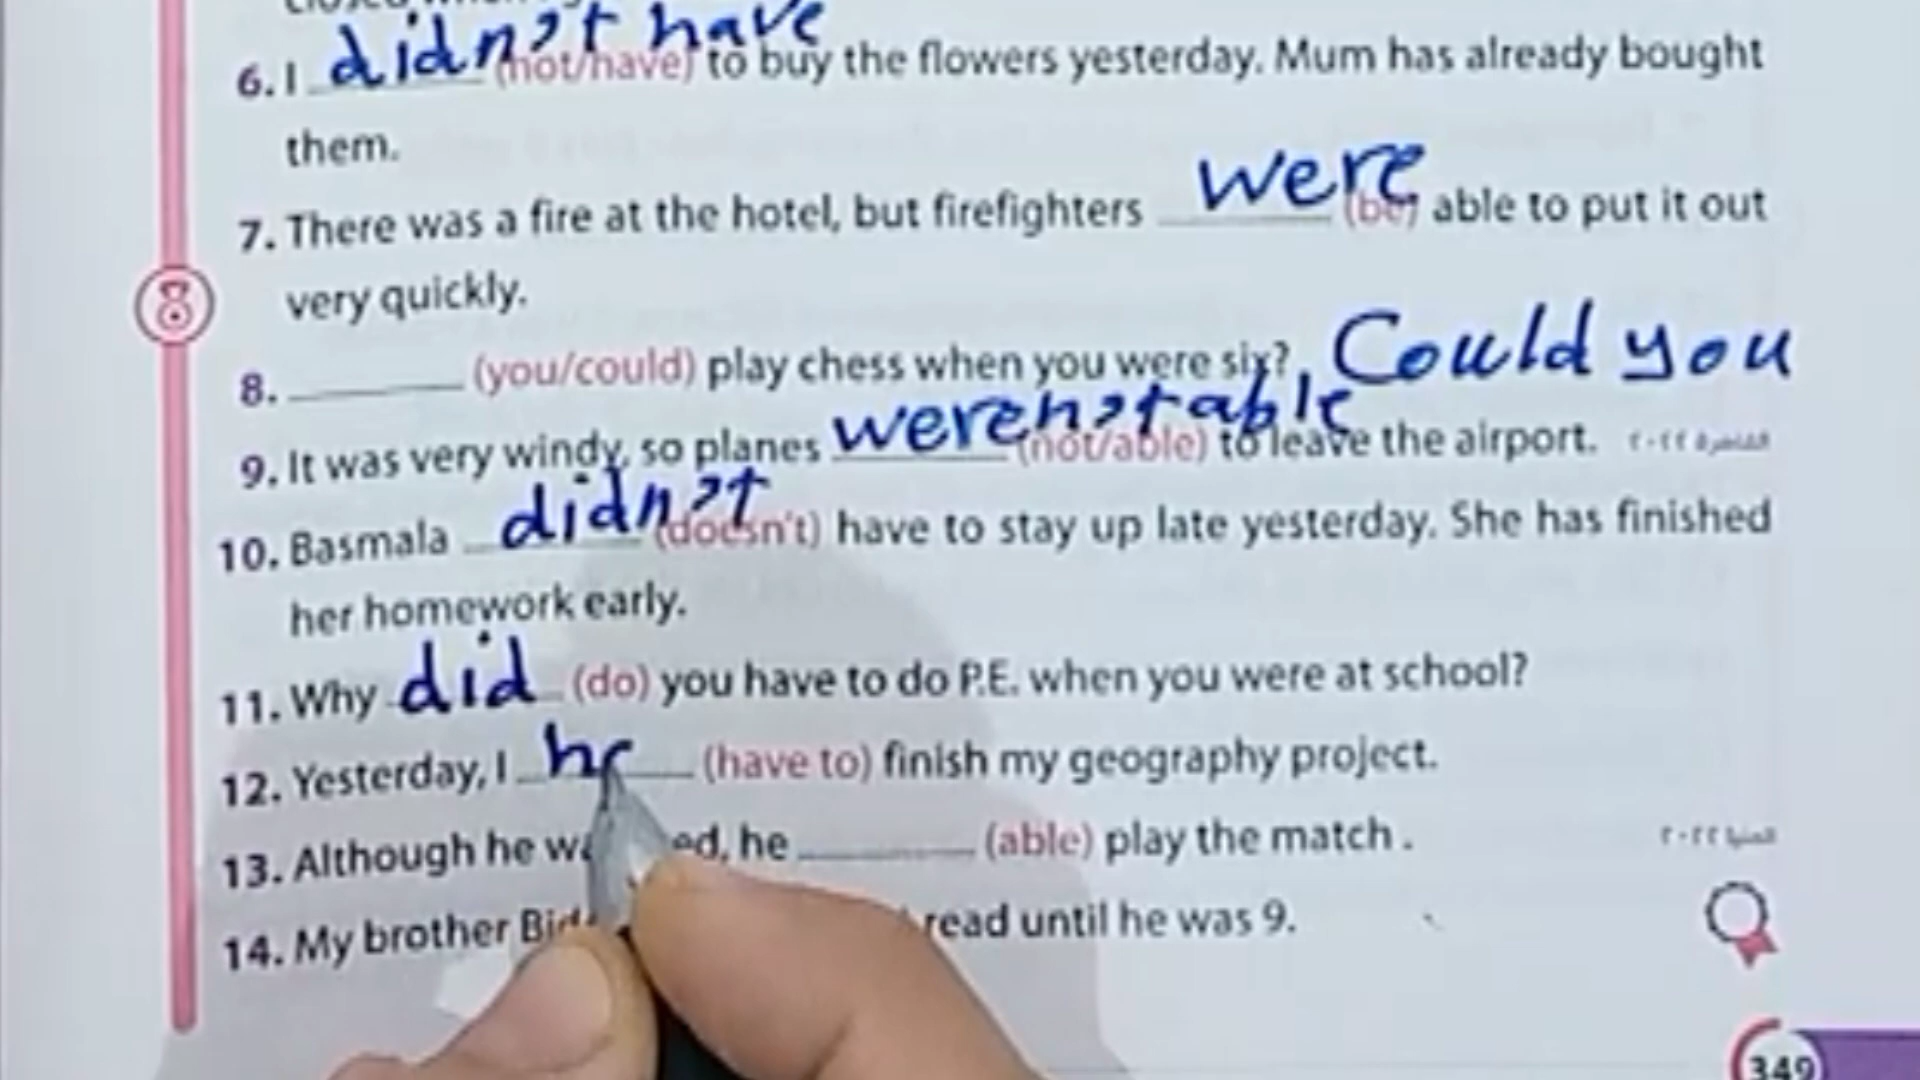 6. I didn't have (not/have) to buy the flowers yesterday. Mum has already bought
them.
7. There was a fire at the hotel, but firefighters were (be) able to put it out
very quickly.
8. (you/could) play chess when you were six? Could you
9. It was very windy, so planes weren't able (not/able) to leave the airport. القاهرة ٢٠٢٢
10. Basmala didn't (doesn't) have to stay up late yesterday. She has finished
her homework early.
11. Why did (do) you have to do P.E. when you were at school?
12. Yesterday, I (have to) finish my geography project.
13. Although he he (able) play the match. المنيا ٢٠٢٢
14. My brother read until he was 9.
349